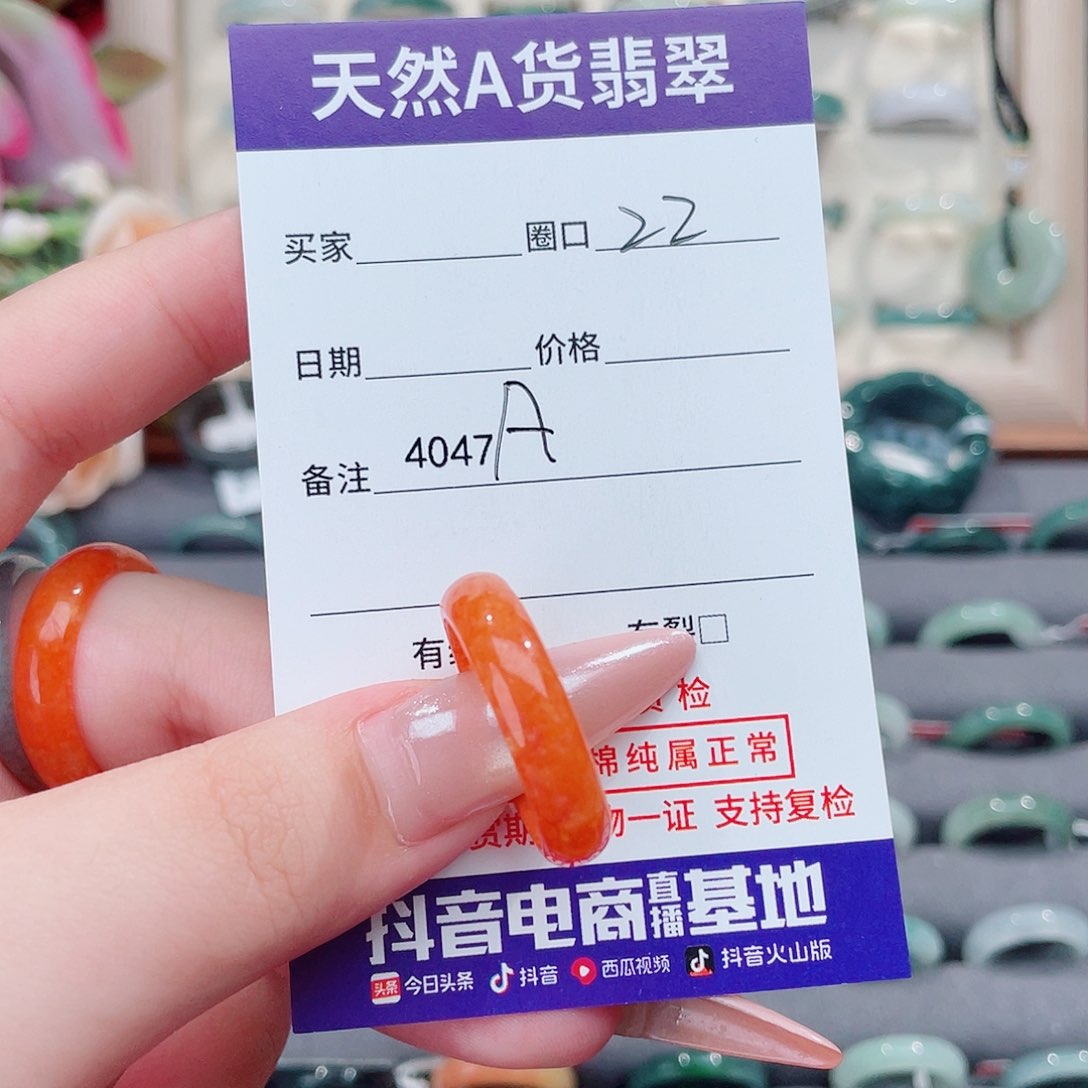 天然A货翡翠
买家 圈口 22
日期 价格
备注 4047A
有 有裂
检
棉纯属正常
货期 物一证 支持复检
抖音电商直播基地
头条 今日头条 抖音 西瓜视频 抖音火山版